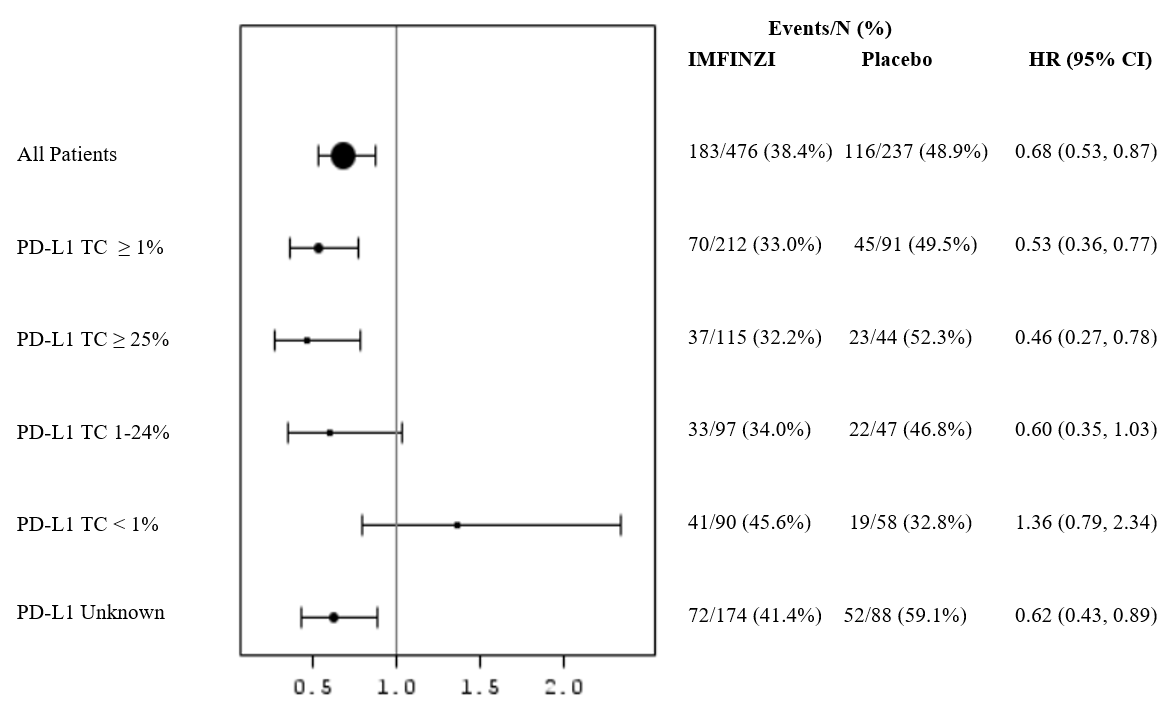 Events/N (%)
IMFINZI Placebo HR (95% CI)
All Patients 183/476 (38.4%) 116/237 (48.9%) 0.68 (0.53, 0.87)
PD-L1 TC ≥ 1% 70/212 (33.0%) 45/91 (49.5%) 0.53 (0.36, 0.77)
PD-L1 TC ≥ 25% 37/115 (32.2%) 23/44 (52.3%) 0.46 (0.27, 0.78)
PD-L1 TC 1-24% 33/97 (34.0%) 22/47 (46.8%) 0.60 (0.35, 1.03)
PD-L1 TC < 1% 41/90 (45.6%) 19/58 (32.8%) 1.36 (0.79, 2.34)
PD-L1 Unknown 72/174 (41.4%) 52/88 (59.1%) 0.62 (0.43, 0.89)
0.5 1.0 1.5 2.0